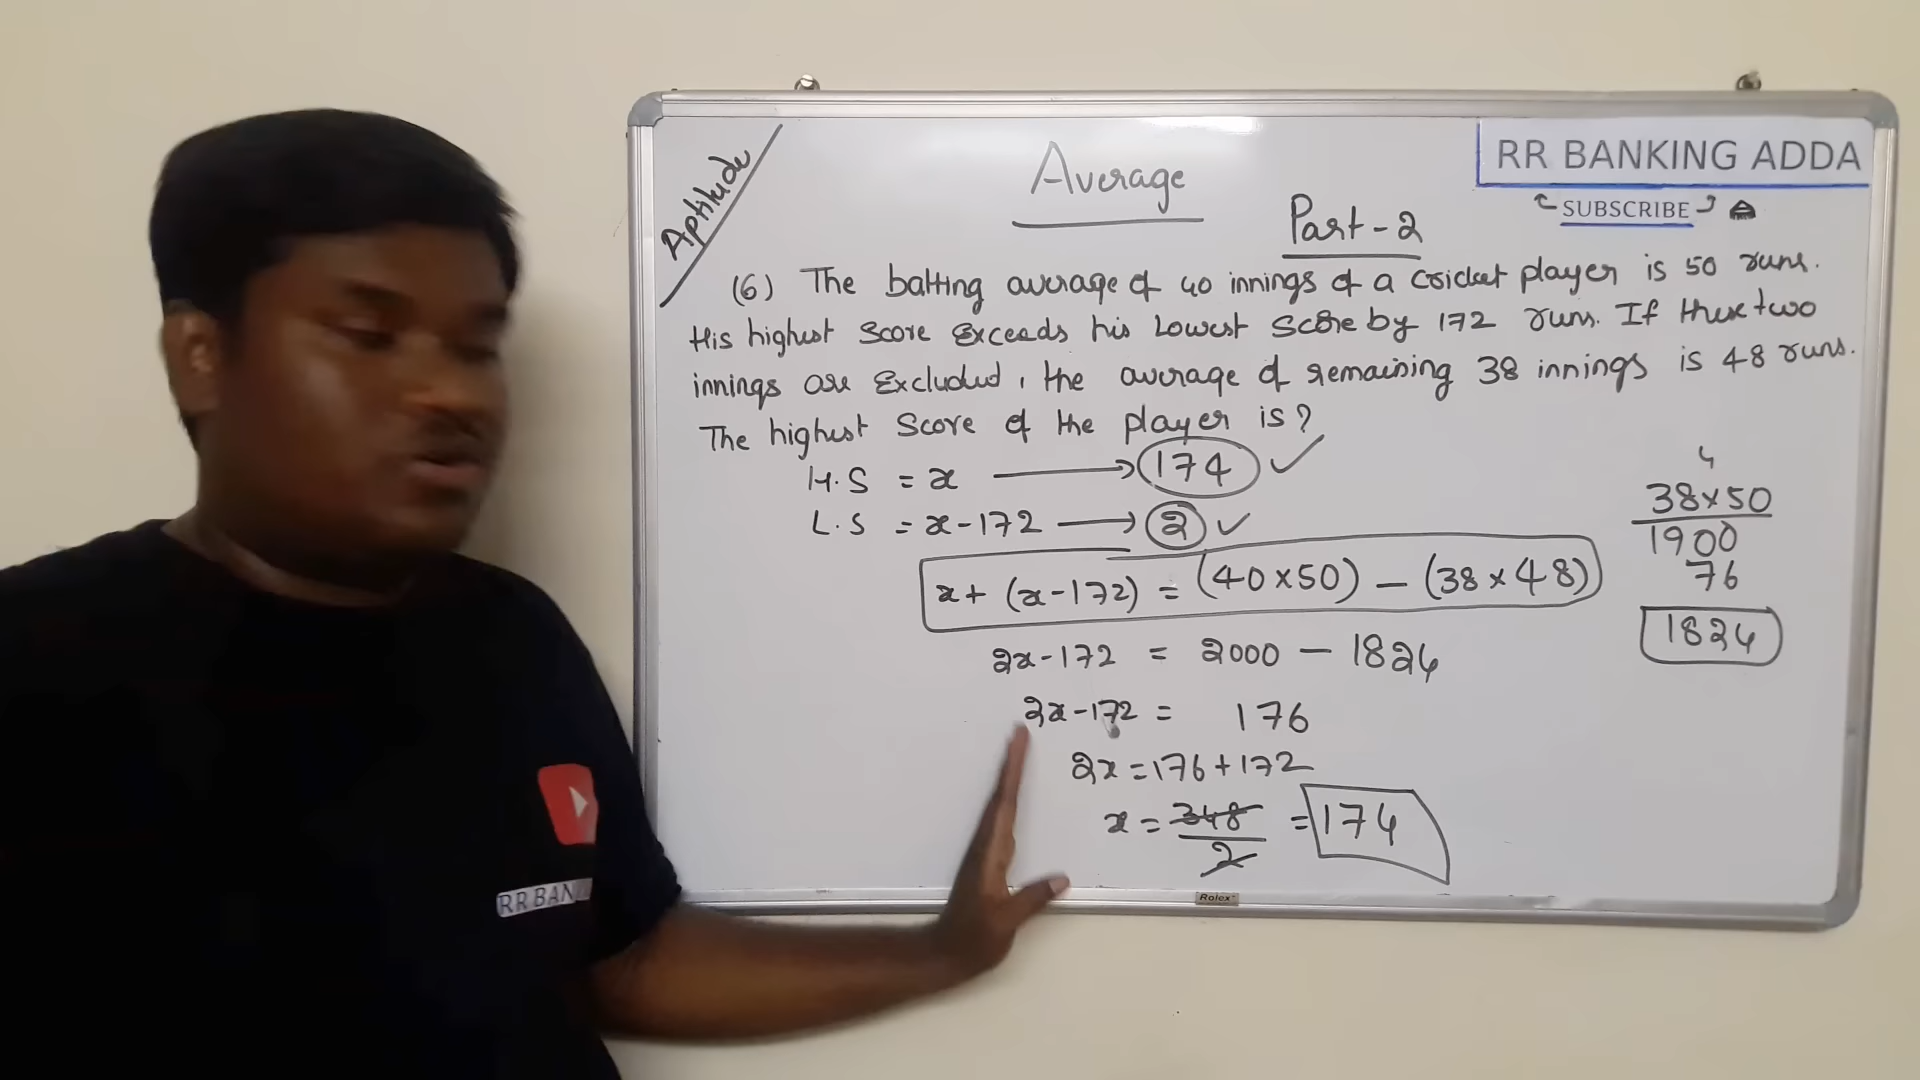 Aptitude
Average
RR BANKING ADDA
SUBSCRIBE
Part-2
(6) The batting average of 40 innings of a cricket player is 50 runs.
His highest score Exceeds his Lowest Score by 172 runs. If these two
innings are Excluded, the average of remaining 38 innings is 48 runs.
The highest Score of the player is?
H.S = x → 174 ✓
L.S = x-172 → 2 ✓
x + (x-172) = (40×50) - (38×48)
2x-172 = 2000 - 1824
2x-172 = 176
2x = 176+172
x = 348/2 = 174
4
38×50
1900
76
1824
Rolex
RR BAN